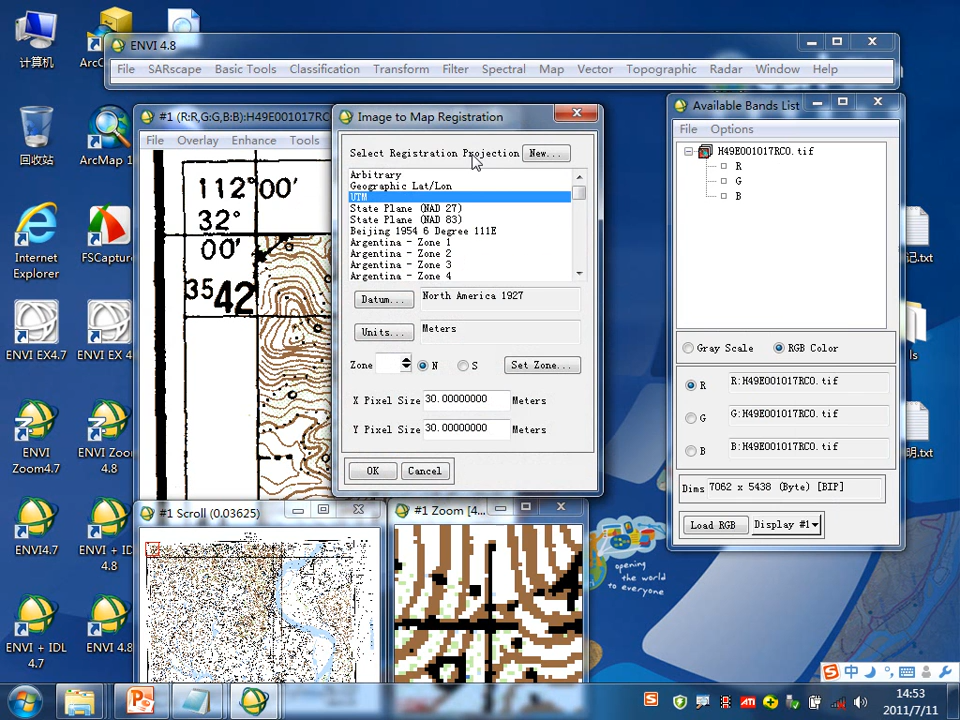 计算机
ArcC
ENVI 4.8
File SARscape Basic Tools Classification Transform Filter Spectral Map Vector Topographic Radar Window Help
#1 (R:R,G:G,B:B):H49E001017RC
File Overlay Enhance Tools
112°00'
32°
00'
3542
Image to Map Registration
Select Registration Projection New...
Arbitrary
Geographic Lat/Lon
UTM
State Plane (NAD 27)
State Plane (NAD 83)
Beijing 1954 6 Degree 111E
Argentina - Zone 1
Argentina - Zone 2
Argentina - Zone 3
Argentina - Zone 4
Datum... North America 1927
Units... Meters
Zone N S Set Zone...
X Pixel Size 30.00000000 Meters
Y Pixel Size 30.00000000 Meters
OK Cancel
Available Bands List
File Options
H49E001017RC0.tif
R
G
B
Gray Scale RGB Color
R R:H49E001017RC0.tif
G G:H49E001017RC0.tif
B B:H49E001017RC0.tif
Dims 7062 x 5438 (Byte) [BIP]
Load RGB Display #1
#1 Scroll (0.03625)
#1 Zoom [4...
回收站
ArcMap 1
Internet
Explorer
FSCapture
ENVI EX4.7
ENVI EX 4
ENVI
Zoom4.7
ENVI Zoo
4.8
ENVI4.7
ENVI + ID
4.8
ENVI + IDL
4.7
ENVI 4.8
记.txt
ls
明.txt
opening
the world
to everyone
中
14:53
2011/7/11